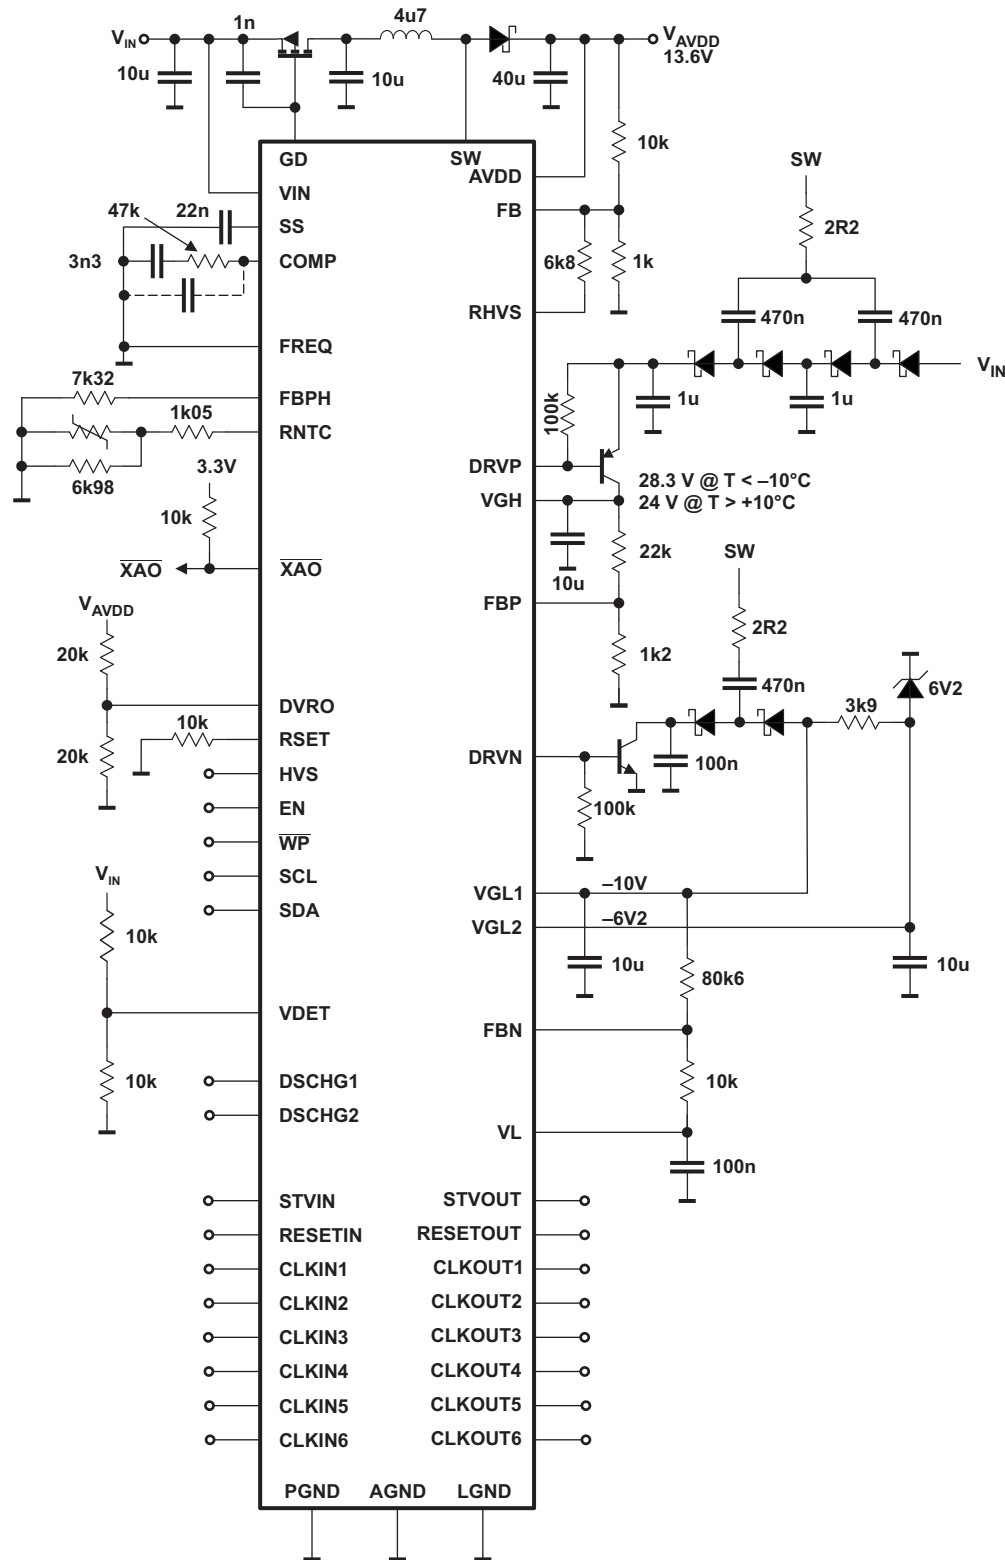 1n
4u7
V_IN
V_AVDD
13.6V
10u
10u
40u
10k
GD
SW
AVDD
SW
VIN
FB
47k
22n
SS
2R2
3n3
COMP
6k8
1k
RHVS
470n
470n
FREQ
V_IN
7k32
FBPH
1u
1u
1k05
RNTC
100k
6k98
DRVP
28.3 V @ T < –10°C
3.3V
VGH
24 V @ T > +10°C
10k
22k
SW
XAO
XAO
10u
V_AVDD
FBP
2R2
20k
1k2
470n
6V2
DVRO
3k9
10k
RSET
20k
DRVN
100n
HVS
EN
100k
WP
V_IN
SCL
VGL1
–10V
SDA
VGL2
–6V2
10k
10u
80k6
10u
VDET
FBN
10k
DSCHG1
10k
DSCHG2
VL
100n
STVIN
STVOUT
RESETIN
RESETOUT
CLKIN1
CLKOUT1
CLKIN2
CLKOUT2
CLKIN3
CLKOUT3
CLKIN4
CLKOUT4
CLKIN5
CLKOUT5
CLKIN6
CLKOUT6
PGND
AGND
LGND